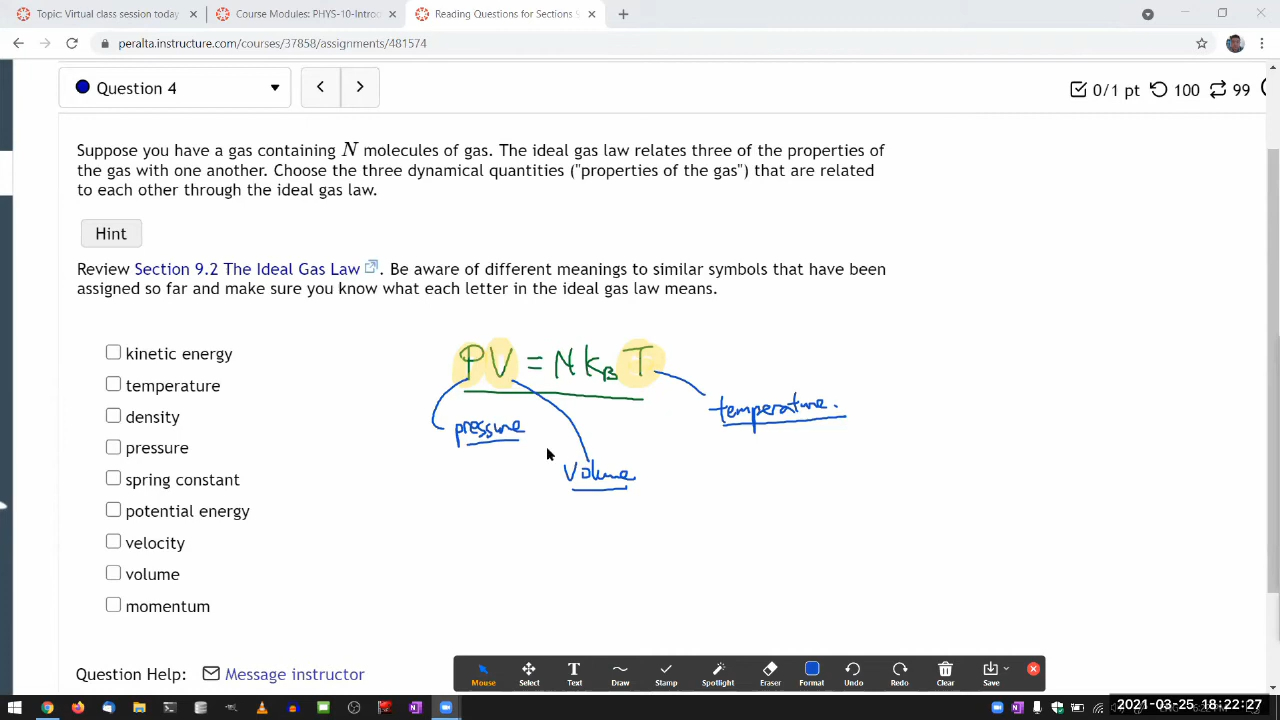 Topic: Virtual class session today
Course Modules: PHYS-10-Intro
Reading Questions for Sections
peralta.instructure.com/courses/37858/assignments/481574
Question 4
0/1 pt 100 99
Suppose you have a gas containing N molecules of gas. The ideal gas law relates three of the properties of
the gas with one another. Choose the three dynamical quantities ("properties of the gas") that are related
to each other through the ideal gas law.
Hint
Review Section 9.2 The Ideal Gas Law. Be aware of different meanings to similar symbols that have been
assigned so far and make sure you know what each letter in the ideal gas law means.
kinetic energy
temperature
density
pressure
spring constant
potential energy
velocity
volume
momentum
PV = N k_B T
temperature.
pressure
volume
Question Help: Message instructor
Mouse Select Text Draw Stamp Spotlight Eraser Format Undo Redo Clear Save
2021-03-25 18:22:27